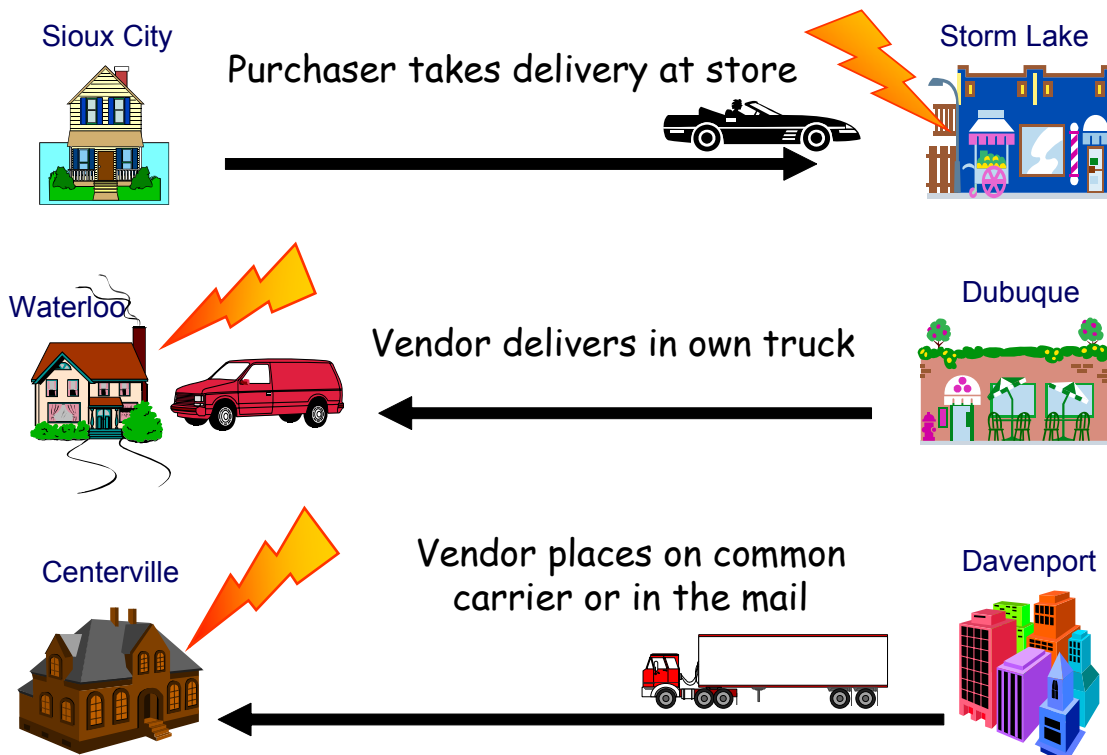 Sioux City
Purchaser takes delivery at store
Storm Lake
Waterloo
Vendor delivers in own truck
Dubuque
Centerville
Vendor places on common
carrier or in the mail
Davenport